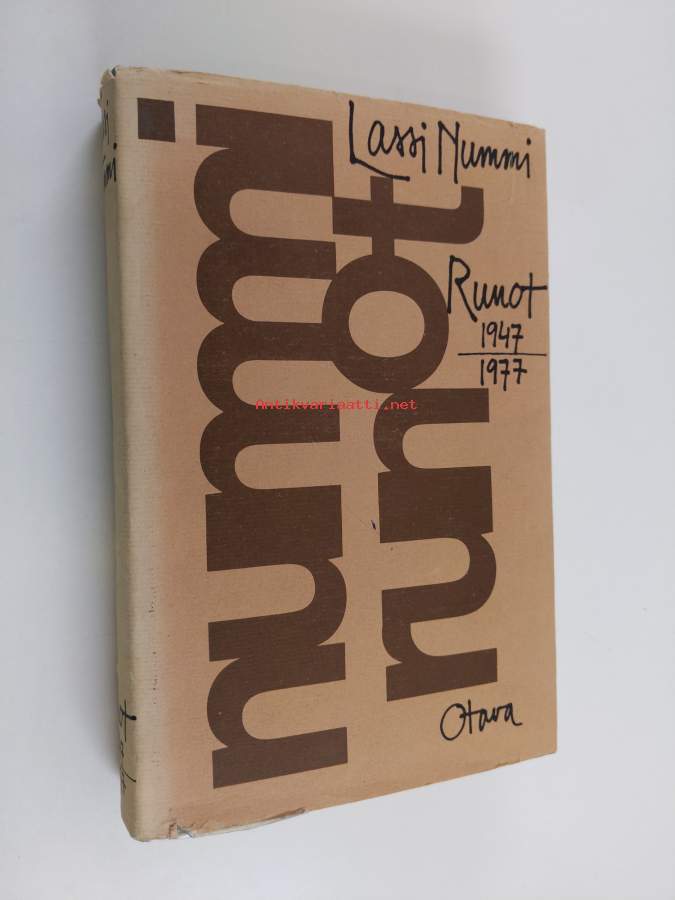 Lassi Nummi
Runot
1947
1977
nummi
runot
Otava
Antikvariaatti.net